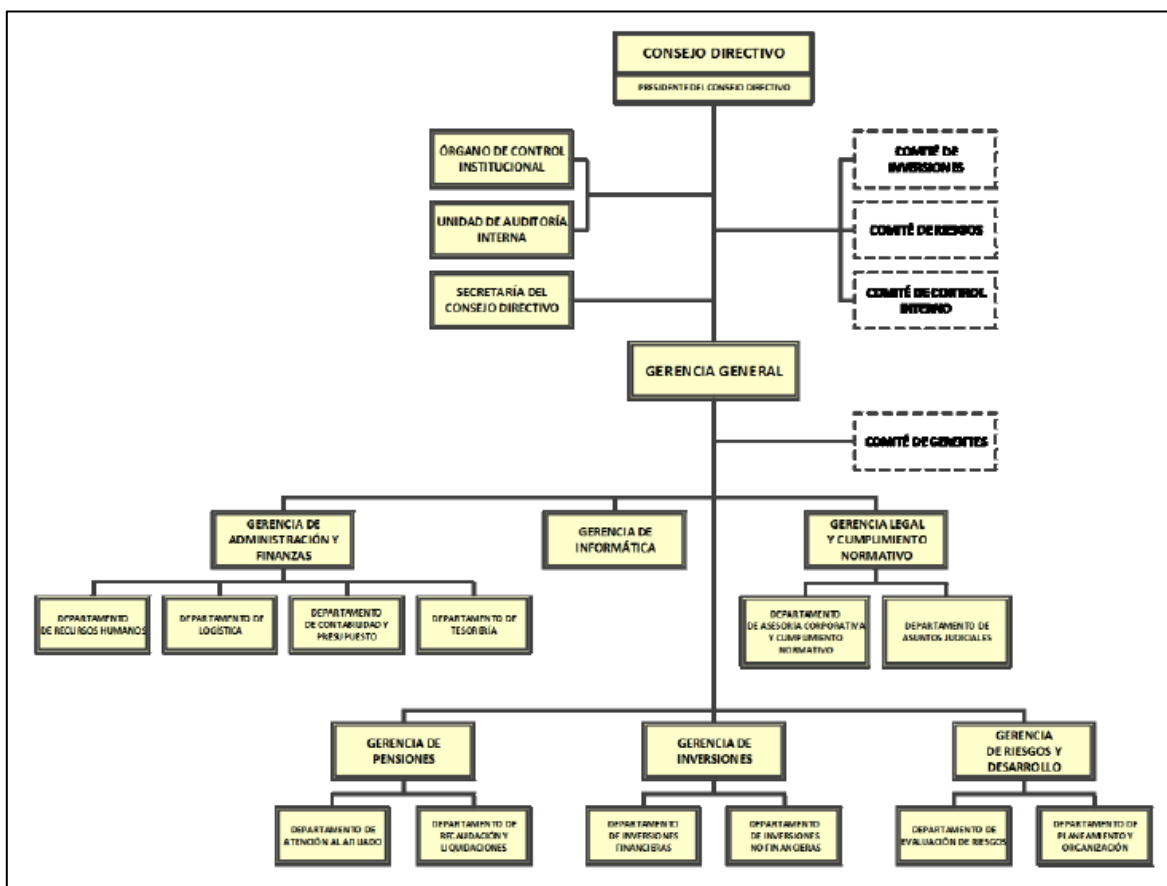 CONSEJO DIRECTIVO
PRESIDENTE DEL CONSEJO DIRECTIVO
ÓRGANO DE CONTROL
INSTITUCIONAL
UNIDAD DE AUDITORÍA
INTERNA
SECRETARÍA DEL
CONSEJO DIRECTIVO
COMITÉ DE
INVERSIONES
COMITÉ DE RIESGOS
COMITÉ DE CONTROL
INTERNO
GERENCIA GENERAL
COMITÉ DE GERENTES
GERENCIA DE
ADMINISTRACIÓN Y
FINANZAS
GERENCIA DE
INFORMÁTICA
GERENCIA LEGAL
Y CUMPLIMIENTO
NORMATIVO
DEPARTAMENTO
DE RECURSOS HUMANOS
DEPARTAMENTO DE
LOGÍSTICA
DEPARTAMENTO
DE CONTABILIDAD Y
PRESUPUESTO
DEPARTAMENTO DE
TESORERÍA
DEPARTAMENTO
DE ASESORÍA CORPORATIVA
Y CUMPLIMIENTO
NORMATIVO
DEPARTAMENTO DE
ASUNTOS JUDICIALES
GERENCIA DE
PENSIONES
GERENCIA DE
INVERSIONES
GERENCIA
DE RIESGOS Y
DESARROLLO
DEPARTAMENTO DE
ATENCIÓN AL AFILIADO
DEPARTAMENTO DE
RECAUDACIÓN Y
LIQUIDACIONES
DEPARTAMENTO
DE INVERSIONES
FINANCIERAS
DEPARTAMENTO
DE INVERSIONES
NO FINANCIERAS
DEPARTAMENTO DE
EVALUACIÓN DE RIESGOS
DEPARTAMENTO DE
PLANEAMIENTO Y
ORGANIZACIÓN